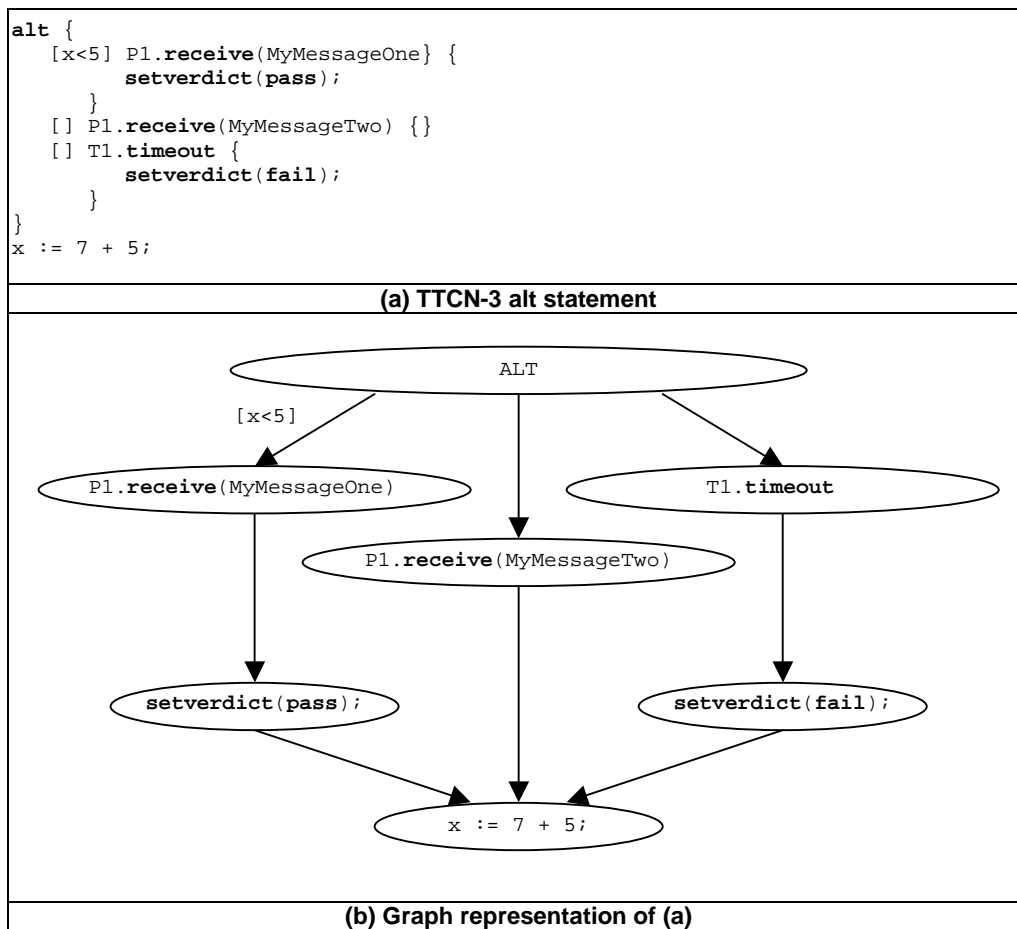 alt {
[x<5] P1.receive(MyMessageOne} {
setverdict(pass);
}
[] P1.receive(MyMessageTwo) {}
[] T1.timeout {
setverdict(fail);
}
}
x := 7 + 5;
(a) TTCN-3 alt statement
ALT
[x<5]
P1.receive(MyMessageOne)
T1.timeout
P1.receive(MyMessageTwo)
setverdict(pass);
setverdict(fail);
x := 7 + 5;
(b) Graph representation of (a)